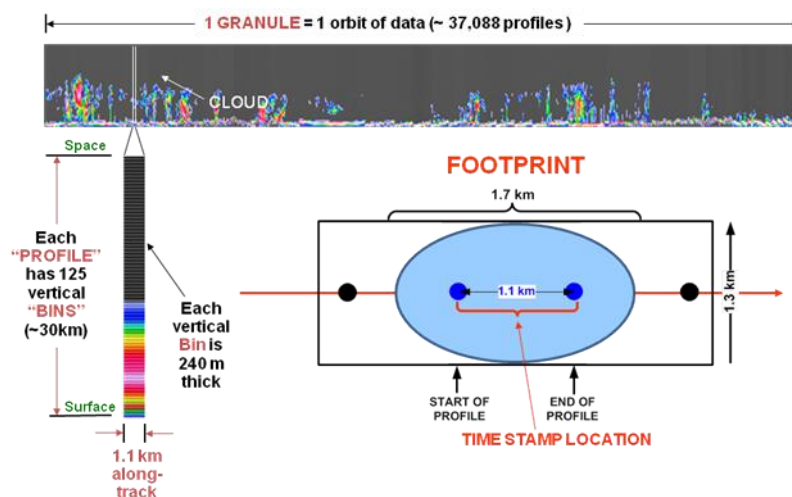 1 GRANULE = 1 orbit of data (~ 37,088 profiles )
CLOUD
Space
Each
“PROFILE”
has 125
vertical
“BINS”
(~30km)
Each
vertical
Bin is
240 m
thick
Surface
1.1 km
along-
track
FOOTPRINT
1.7 km
1.1 km
1.3 km
START OF
PROFILE
END OF
PROFILE
TIME STAMP LOCATION